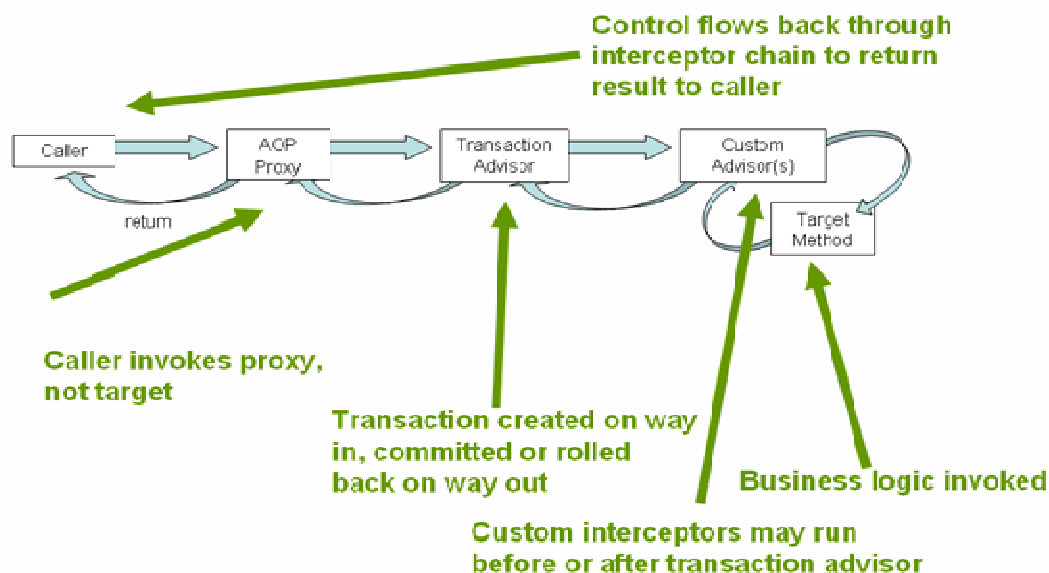 Control flows back through
interceptor chain to return
result to caller
Caller
AOP
Proxy
Transaction
Advisor
Custom
Advisor(s)
return
Target
Method
Caller invokes proxy,
not target
Transaction created on way
in, committed or rolled
back on way out
Business logic invoked
Custom interceptors may run
before or after transaction advisor